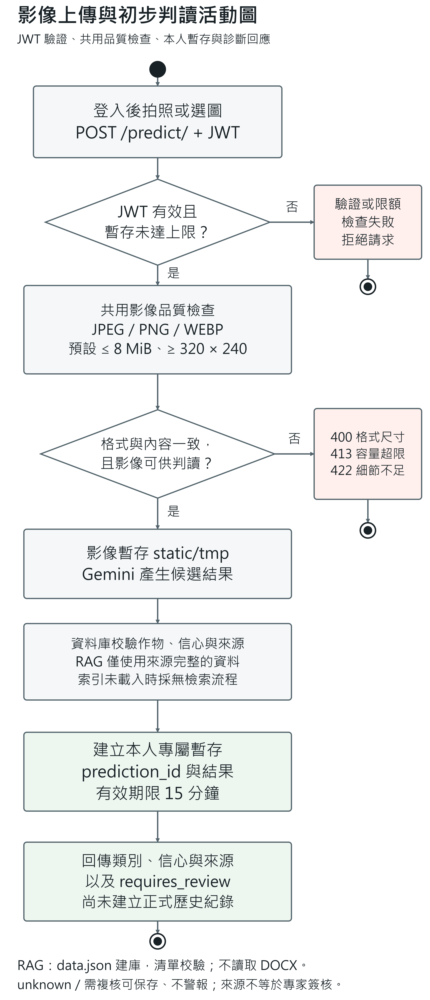 影像上傳與初步判讀活動圖
JWT 驗證、共用品質檢查、本人暫存與診斷回應
登入後拍照或選圖
POST /predict/ + JWT
JWT 有效且
暫存未達上限？
否
驗證或限額
檢查失敗
拒絕請求
是
共用影像品質檢查
JPEG / PNG / WEBP
預設 ≤ 8 MiB、≥ 320 × 240
格式與內容一致，
且影像可供判讀？
否
400 格式尺寸
413 容量超限
422 細節不足
是
影像暫存 static/tmp
Gemini 產生候選結果
資料庫校驗作物、信心與來源
RAG 僅使用來源完整的資料
索引未載入時採無檢索流程
建立本人專屬暫存
prediction_id 與結果
有效期限 15 分鐘
回傳類別、信心與來源
以及 requires_review
尚未建立正式歷史紀錄
RAG：data.json 建庫，清單校驗；不讀取 DOCX。
unknown / 需複核可保存、不警報；來源不等於專家簽核。